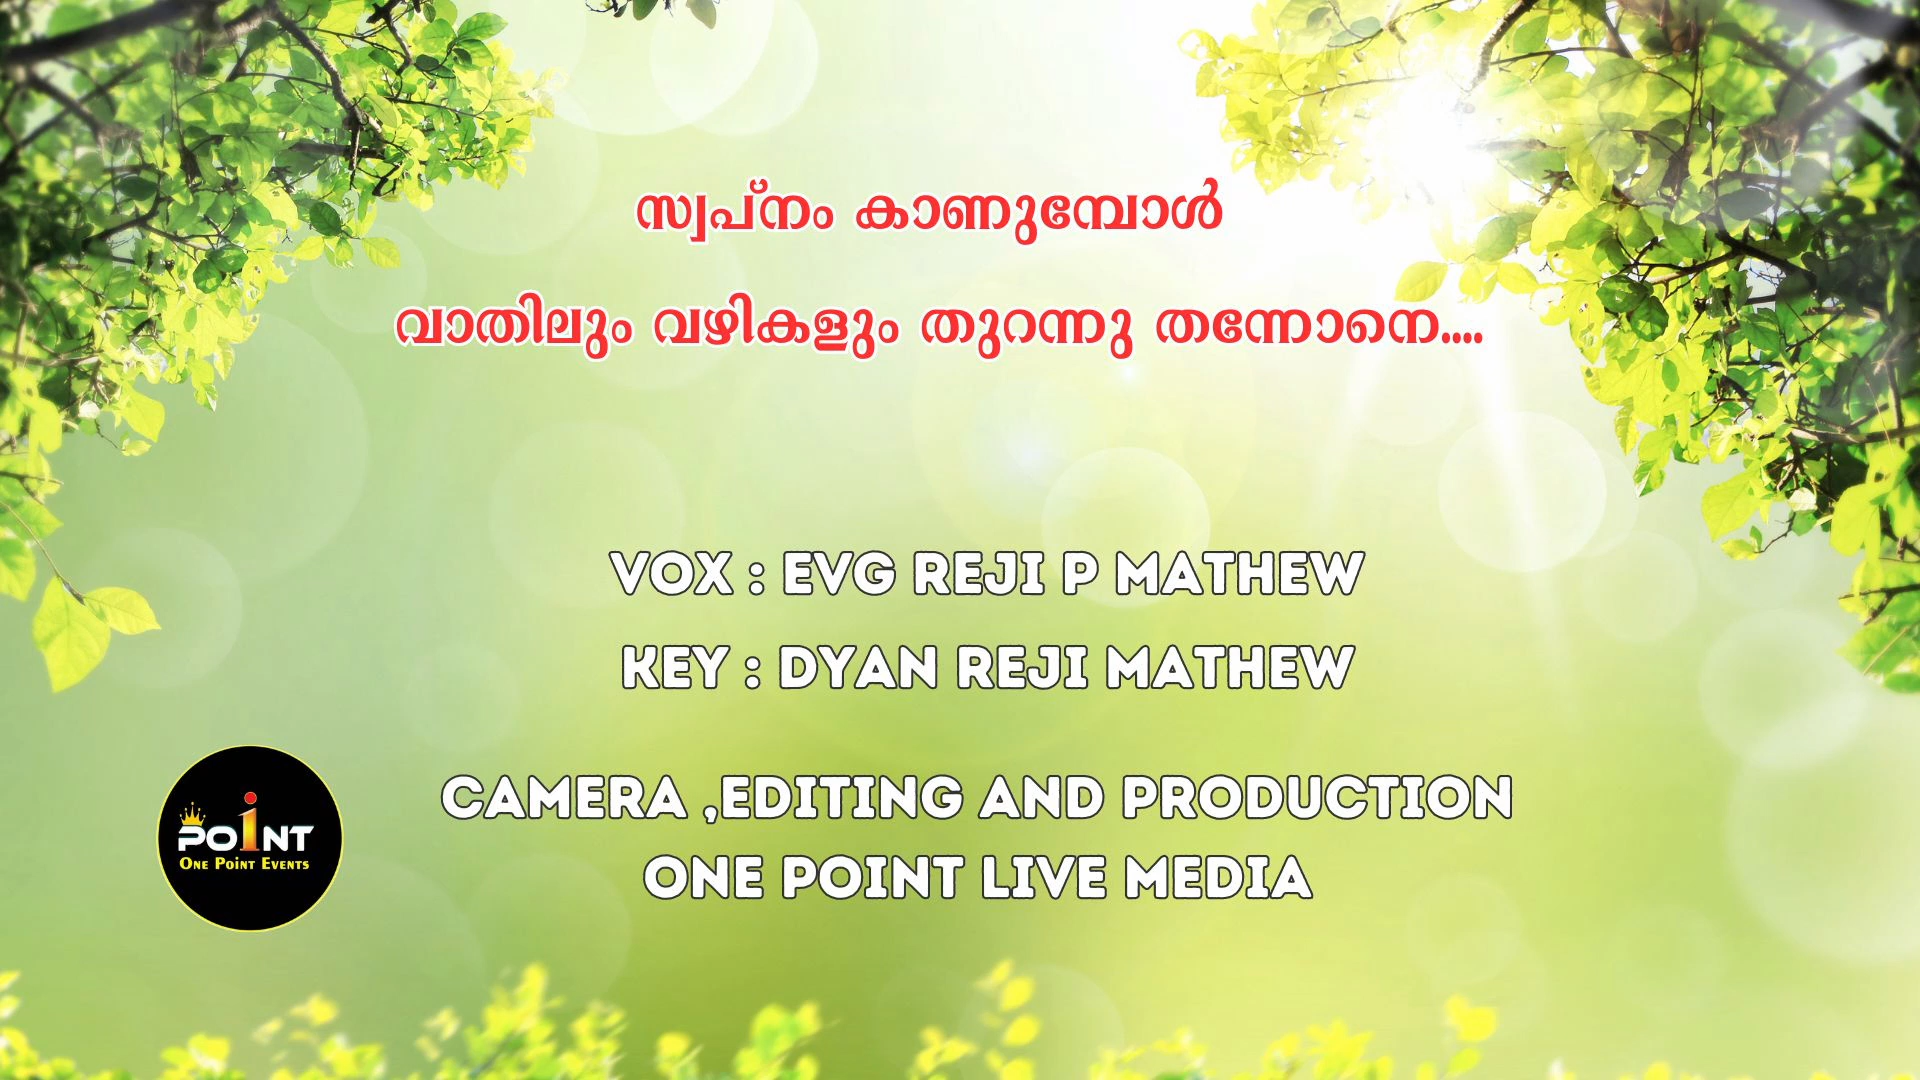 സ്വപ്നം കാണുമ്പോൾ
വാതിലും വഴികളും തുറന്നു തന്നോനെ....
VOX : EVG REJI P MATHEW
KEY : DYAN REJI MATHEW
CAMERA ,EDITING AND PRODUCTION
ONE POINT LIVE MEDIA
POINT
ONE POINT EVENTS